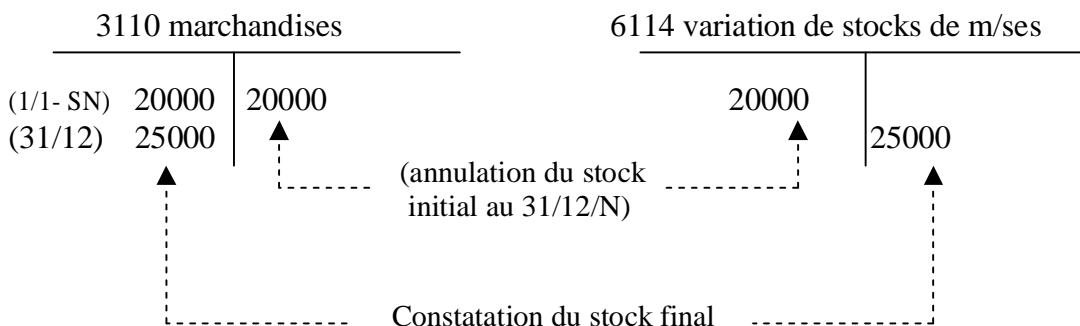 3110 marchandises 6114 variation de stocks de m/ses
(1/1- SN) 20000 20000 20000
(31/12) 25000 25000
(annulation du stock
initial au 31/12/N)
Constatation du stock final